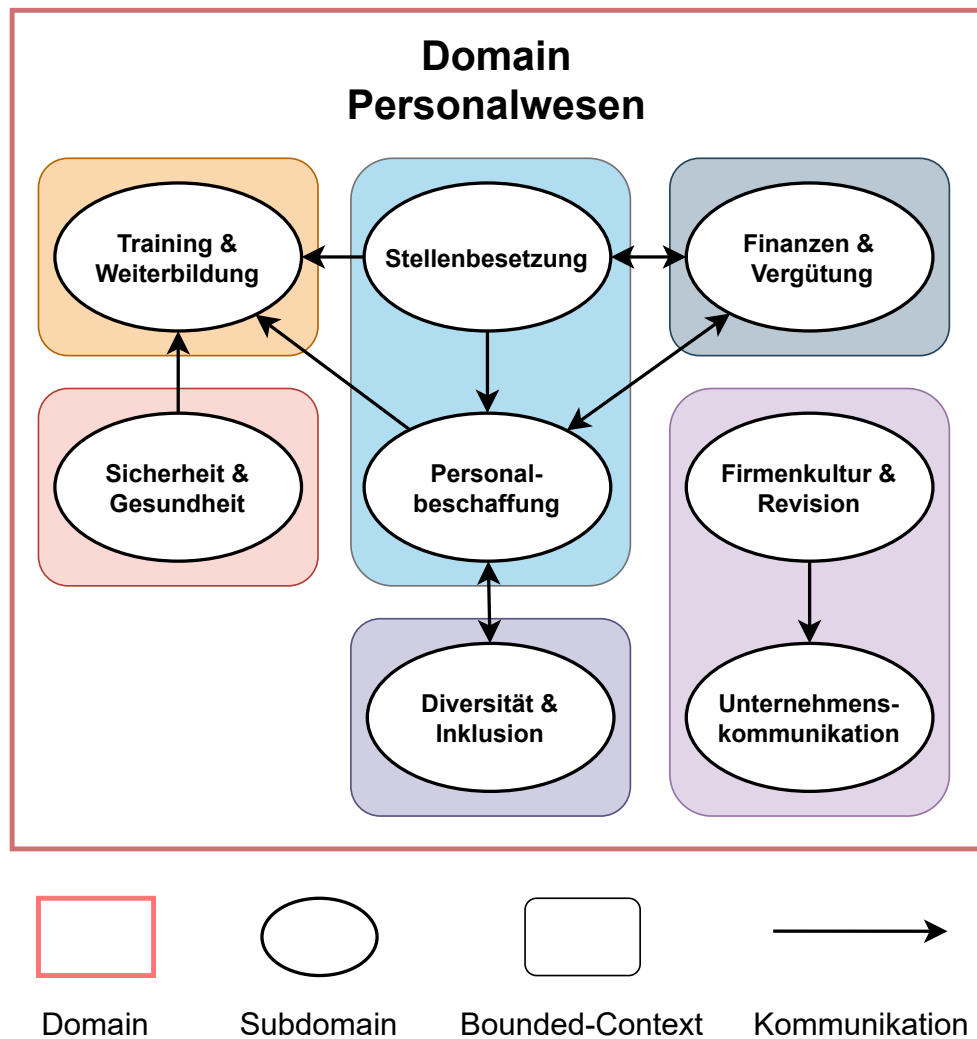 Domain
Personalwesen
Training &
Weiterbildung
Stellenbesetzung
Finanzen &
Vergütung
Sicherheit &
Gesundheit
Personal-
beschaffung
Firmenkultur &
Revision
Diversität &
Inklusion
Unternehmens-
kommunikation
Domain
Subdomain
Bounded-Context
Kommunikation